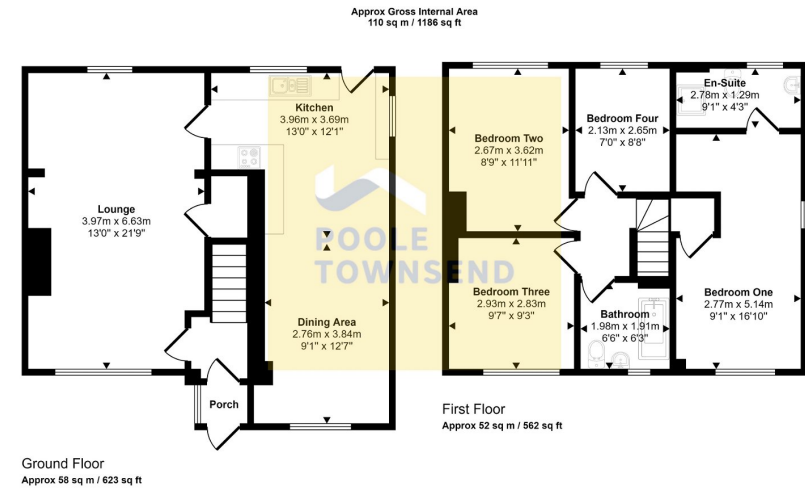 Approx Gross Internal Area
110 sq m / 1186 sq ft
Kitchen
3.96m x 3.69m
13'0" x 12'1"
Lounge
3.97m x 6.63m
13'0" x 21'9"
Dining Area
2.76m x 3.84m
9'1" x 12'7"
Porch
Ground Floor
Approx 58 sq m / 623 sq ft
POOLE
TOWNSEND
En-Suite
2.78m x 1.29m
9'1" x 4'3"
Bedroom Four
2.13m x 2.65m
7'0" x 8'8"
Bedroom Two
2.67m x 3.62m
8'9" x 11'11"
Bedroom Three
2.93m x 2.83m
9'7" x 9'3"
Bathroom
1.98m x 1.91m
6'6" x 6'3"
Bedroom One
2.77m x 5.14m
9'1" x 16'10"
First Floor
Approx 52 sq m / 562 sq ft